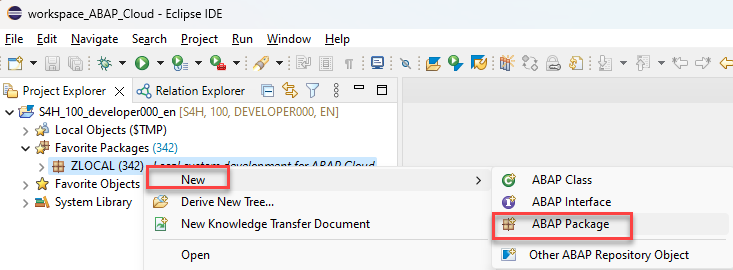 workspace_ABAP_Cloud - Eclipse IDE
File Edit Navigate Search Project Run Window Help
Project Explorer Relation Explorer
S4H_100_developer000_en [S4H, 100, DEVELOPER000, EN]
Local Objects ($TMP)
Favorite Packages (342)
ZLOCAL (342) - Local system development for ABAP Cloud
Favorite Objects
System Library
New
Derive New Tree...
New Knowledge Transfer Document
Open
ABAP Class
ABAP Interface
ABAP Package
Other ABAP Repository Object